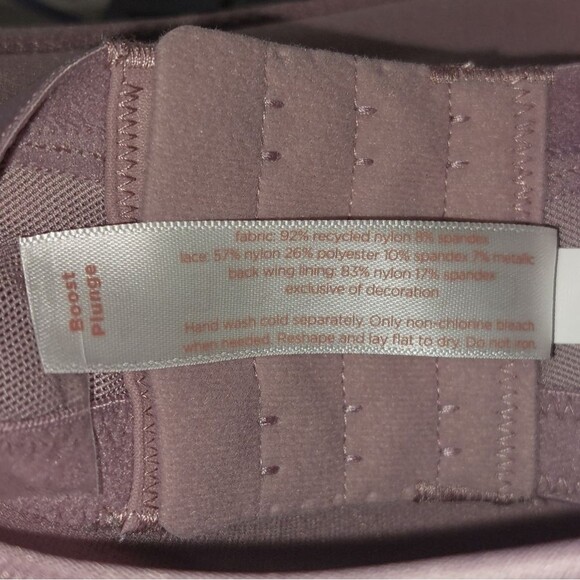 Boost
Plunge
fabric: 92% recycled nylon 8% spandex
lace: 57% nylon 26% polyester 10% spandex 7% metallic
back wing lining: 83% nylon 17% spandex
exclusive of decoration
Hand wash cold separately. Only non-chlorine bleach
when needed. Reshape and lay flat to dry. Do not iron.